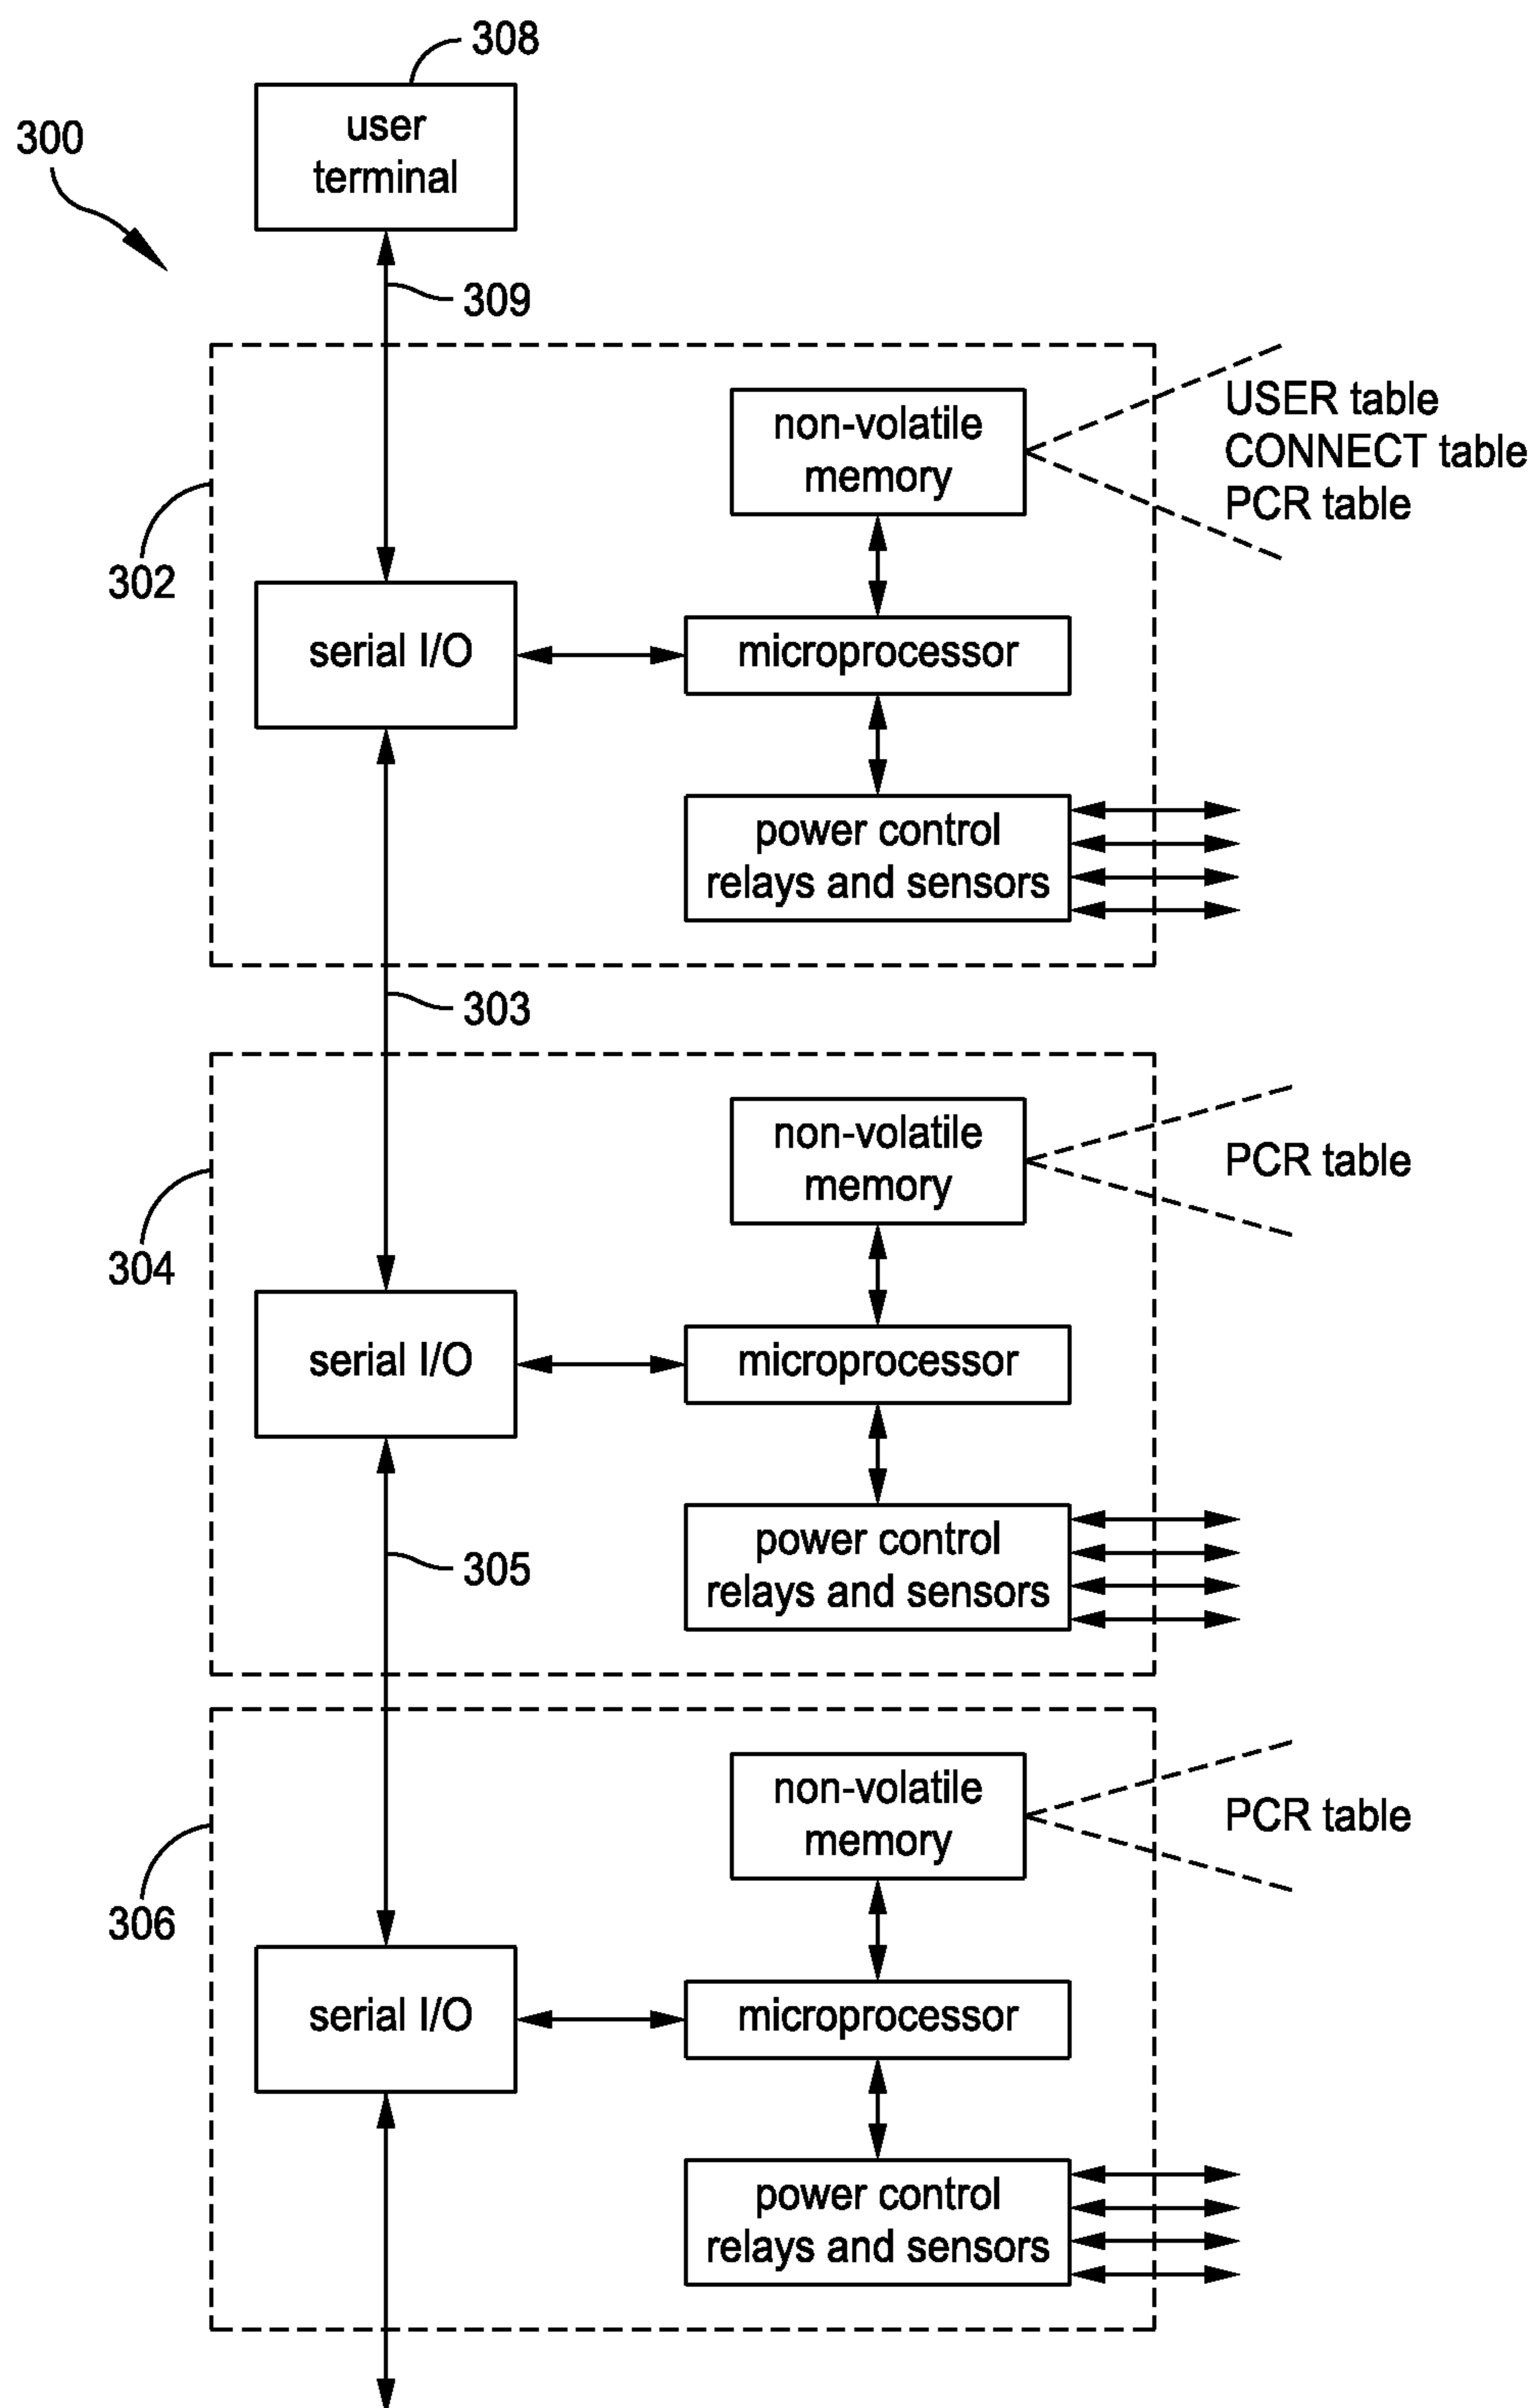 308
user
terminal
300
309
non-volatile
memory
USER table
CONNECT table
PCR table
302
serial I/O
microprocessor
power control
relays and sensors
303
non-volatile
memory
PCR table
304
serial I/O
microprocessor
power control
relays and sensors
305
non-volatile
memory
PCR table
306
serial I/O
microprocessor
power control
relays and sensors